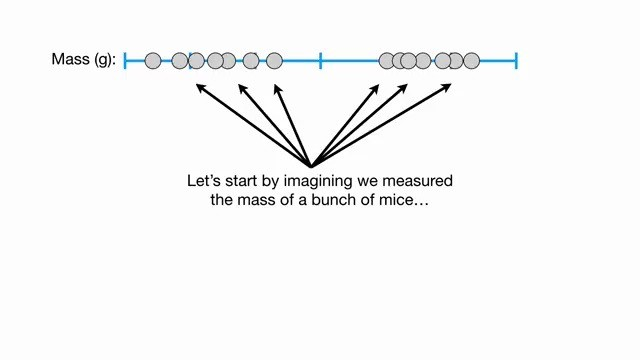 Mass (g):
Let’s start by imagining we measured
the mass of a bunch of mice…